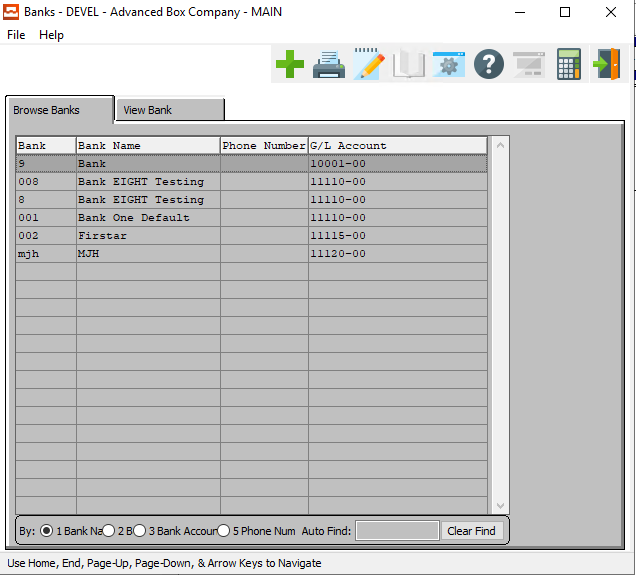 Banks - DEVEL - Advanced Box Company - MAIN
File Help
Browse Banks View Bank
Bank Bank Name Phone Number G/L Account
9 Bank 10001-00
008 Bank EIGHT Testing 11110-00
8 Bank EIGHT Testing 11110-00
001 Bank One Default 11110-00
002 Firstar 11115-00
mjh MJH 11120-00
By: 1 Bank Na 2 B 3 Bank Accoun 5 Phone Num Auto Find: Clear Find
Use Home, End, Page-Up, Page-Down, & Arrow Keys to Navigate